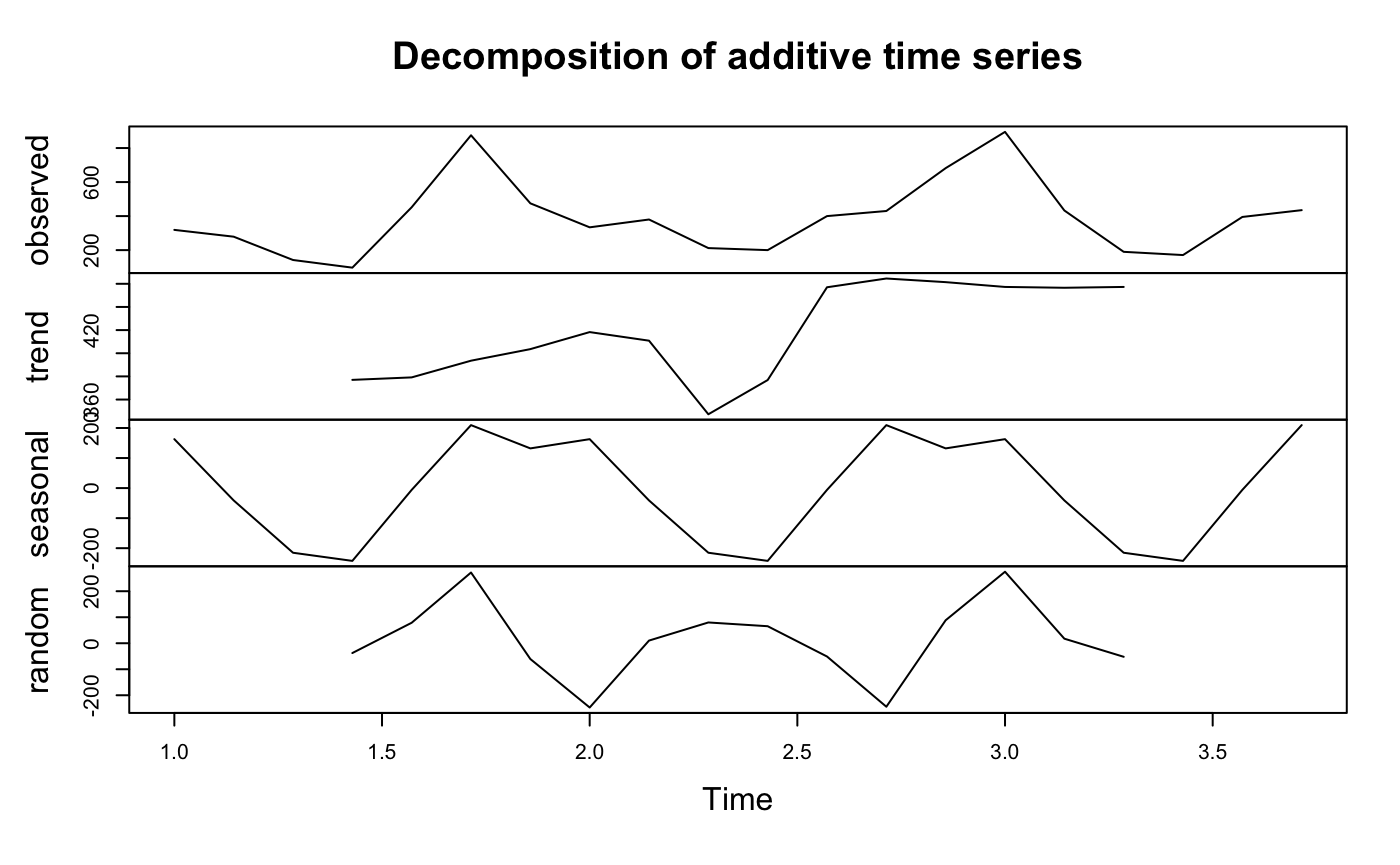 Decomposition of additive time series
observed
200 600
trend
360 420
seasonal
-200 0 200
random
-200 0 200
1.0 1.5 2.0 2.5 3.0 3.5
Time